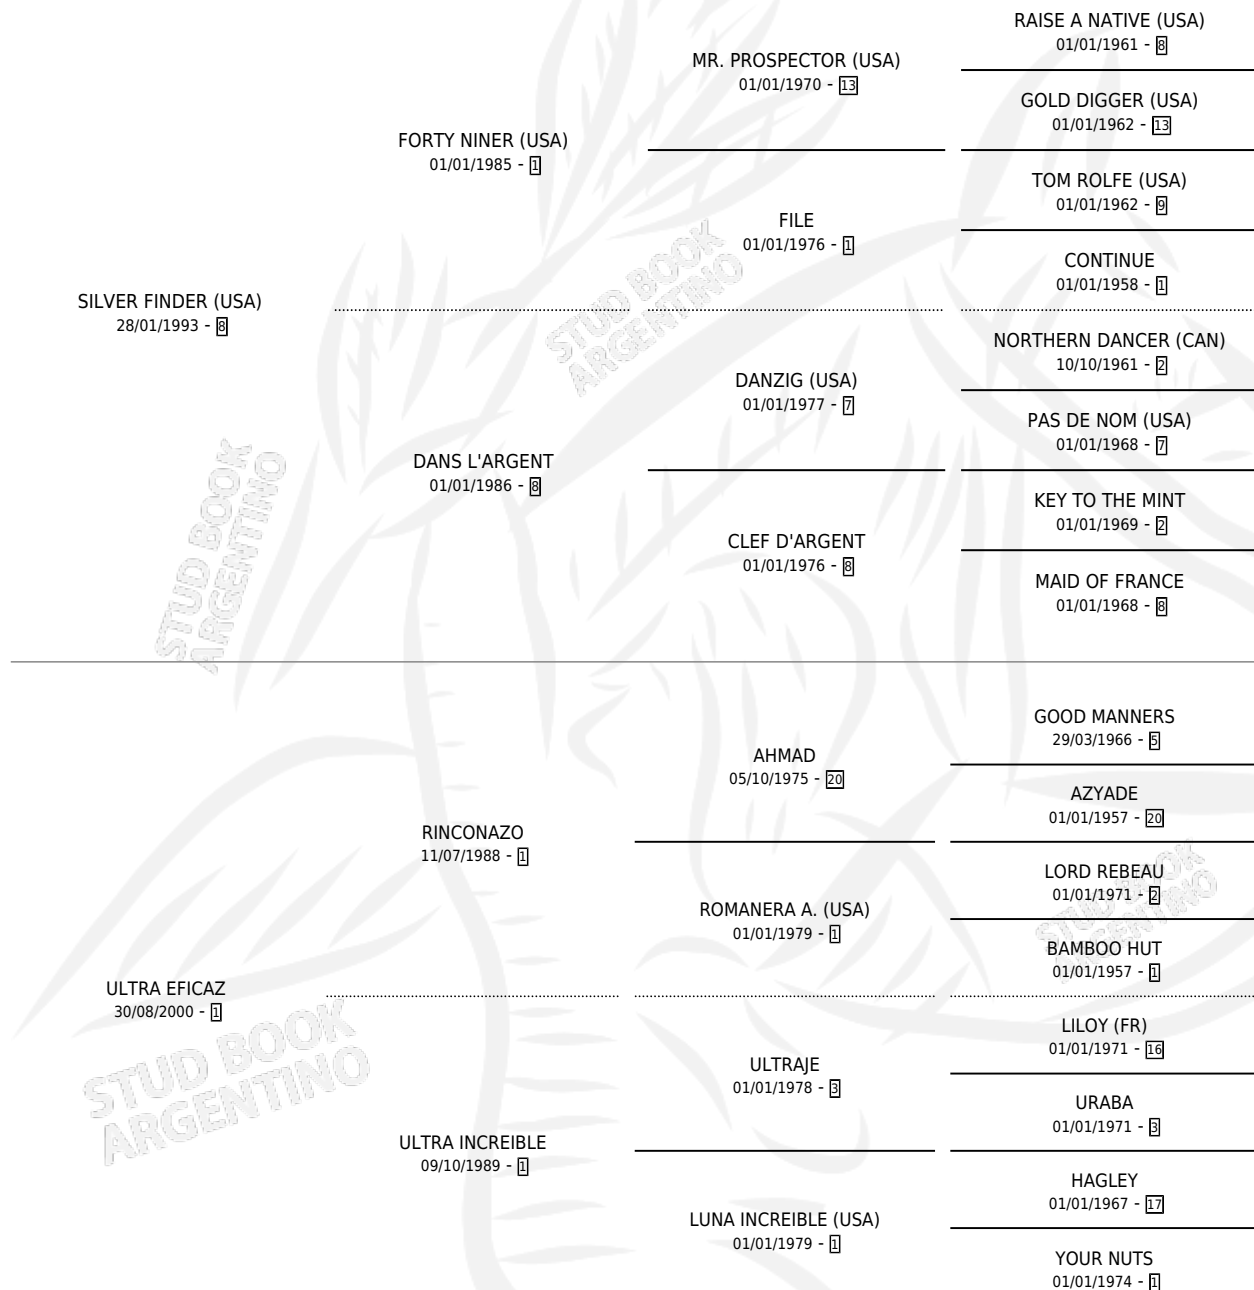 RAISE A NATIVE (USA)
01/01/1961 - 8
MR. PROSPECTOR (USA)
01/01/1970 - 13
GOLD DIGGER (USA)
01/01/1962 - 13
FORTY NINER (USA)
01/01/1985 - 1
TOM ROLFE (USA)
01/01/1962 - 9
FILE
01/01/1976 - 1
CONTINUE
01/01/1958 - 1
SILVER FINDER (USA)
28/01/1993 - 8
NORTHERN DANCER (CAN)
10/10/1961 - 2
DANZIG (USA)
01/01/1977 - 7
PAS DE NOM (USA)
01/01/1968 - 7
DANS L'ARGENT
01/01/1986 - 8
KEY TO THE MINT
01/01/1969 - 2
CLEF D'ARGENT
01/01/1976 - 8
MAID OF FRANCE
01/01/1968 - 8
GOOD MANNERS
29/03/1966 - 5
AHMAD
05/10/1975 - 20
AZYADE
01/01/1957 - 20
RINCONAZO
11/07/1988 - 1
LORD REBEAU
01/01/1971 - 2
ROMANERA A. (USA)
01/01/1979 - 1
BAMBOO HUT
01/01/1957 - 1
ULTRA EFICAZ
30/08/2000 - 1
LILOY (FR)
01/01/1971 - 16
ULTRAJE
01/01/1978 - 3
URABA
01/01/1971 - 3
ULTRA INCREIBLE
09/10/1989 - 1
HAGLEY
01/01/1967 - 17
LUNA INCREIBLE (USA)
01/01/1979 - 1
YOUR NUTS
01/01/1974 - 1
STUD BOOK
ARGENTINO
STUD BOOK
ARGENTINO
STUD BOOK
ARGENTINO
STUD BOOK
ARGENTINO